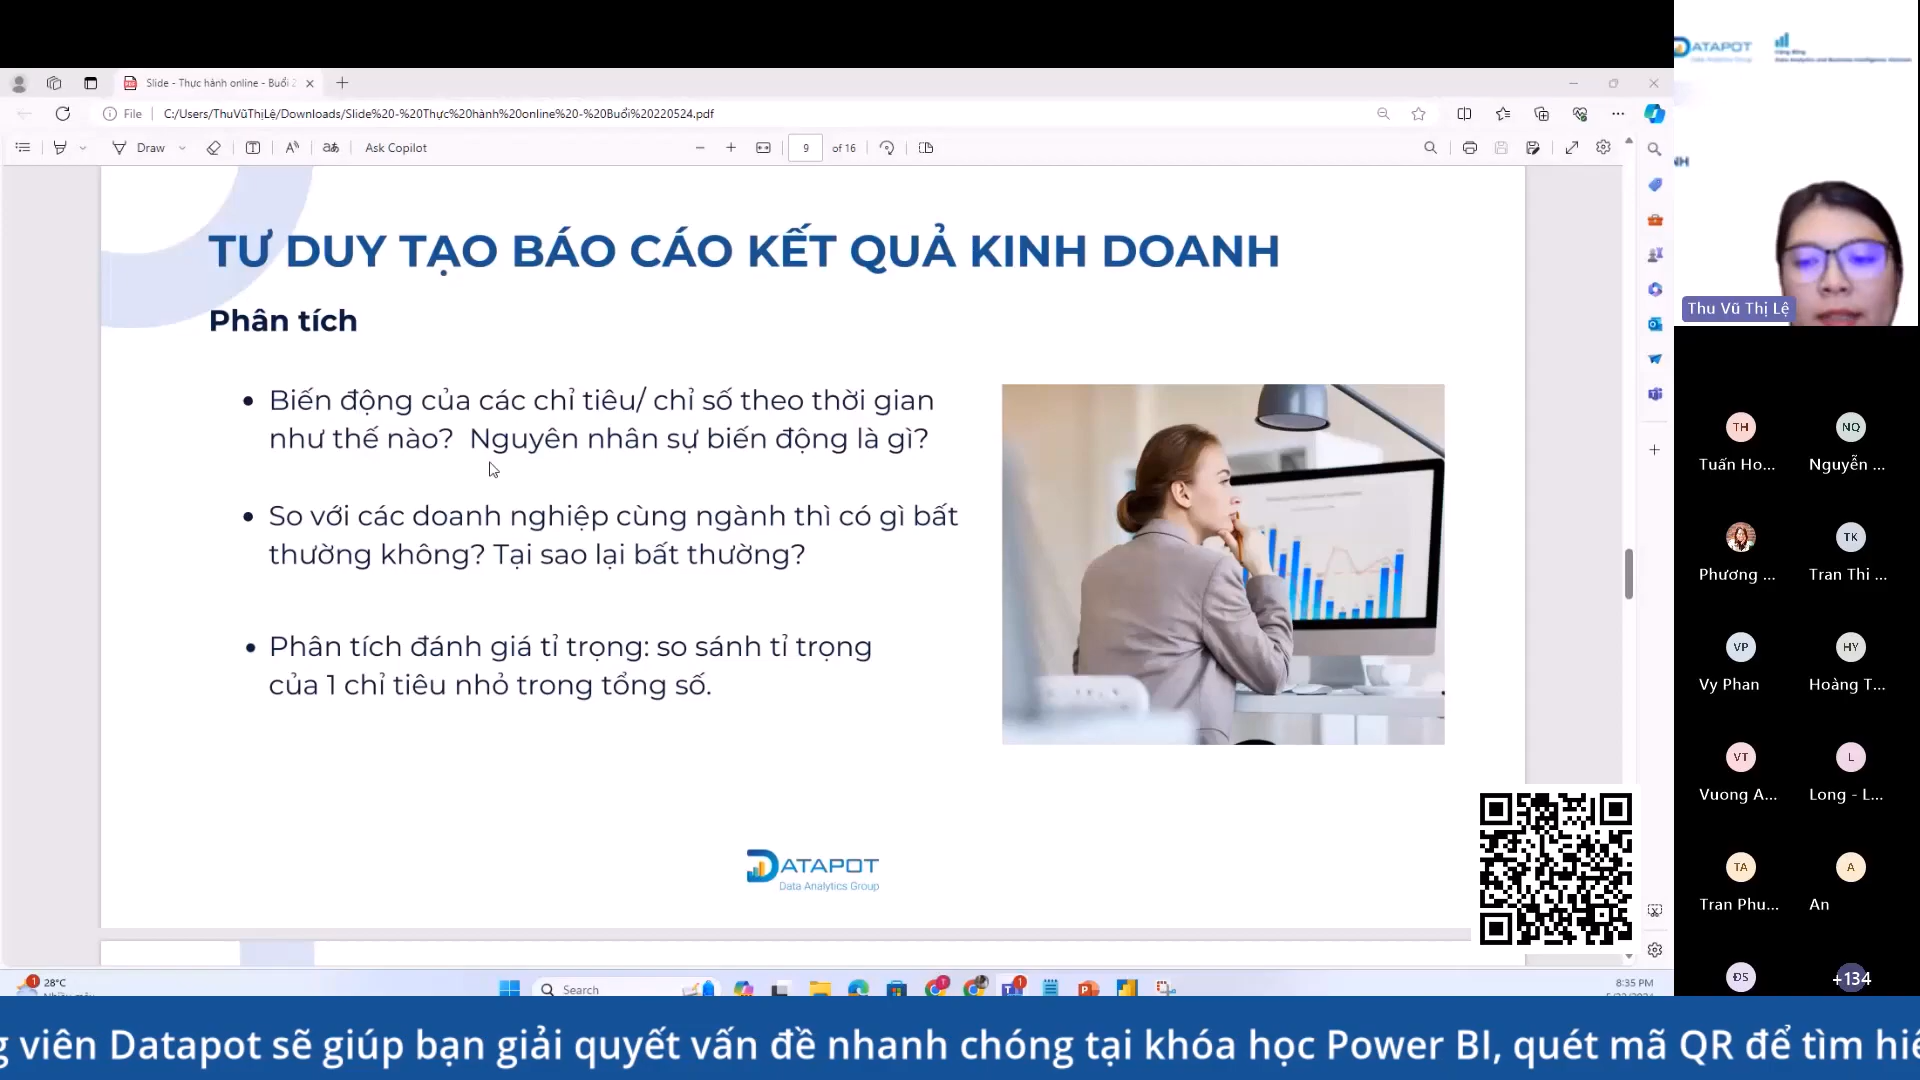 Slide - Thực hành online - Buổi 2
File
C:/Users/ThuVũThịLệ/Downloads/Slide%20-%20Thực%20hành%20online%20-%20Buổi%20220524.pdf
Draw
Ask Copilot
9
of 16
TƯ DUY TẠO BÁO CÁO KẾT QUẢ KINH DOANH
Phân tích
Biến động của các chỉ tiêu/ chỉ số theo thời gian
như thế nào? Nguyên nhân sự biến động là gì?
So với các doanh nghiệp cùng ngành thì có gì bất
thường không? Tại sao lại bất thường?
Phân tích đánh giá tỉ trọng: so sánh tỉ trọng
của 1 chỉ tiêu nhỏ trong tổng số.
DATAPOT
Data Analytics Group
DATAPOT
Thu Vũ Thị Lệ
TH
NQ
Tuấn Ho...
Nguyễn ...
TK
Phương ...
Tran Thi ...
VP
HY
Vy Phan
Hoàng T...
VT
L
Vuong A...
Long - L...
TA
A
Tran Phu...
An
ĐS
+134
1
28°C
Search
1
8:35 PM
g viên Datapot sẽ giúp bạn giải quyết vấn đề nhanh chóng tại khóa học Power BI, quét mã QR để tìm hiể